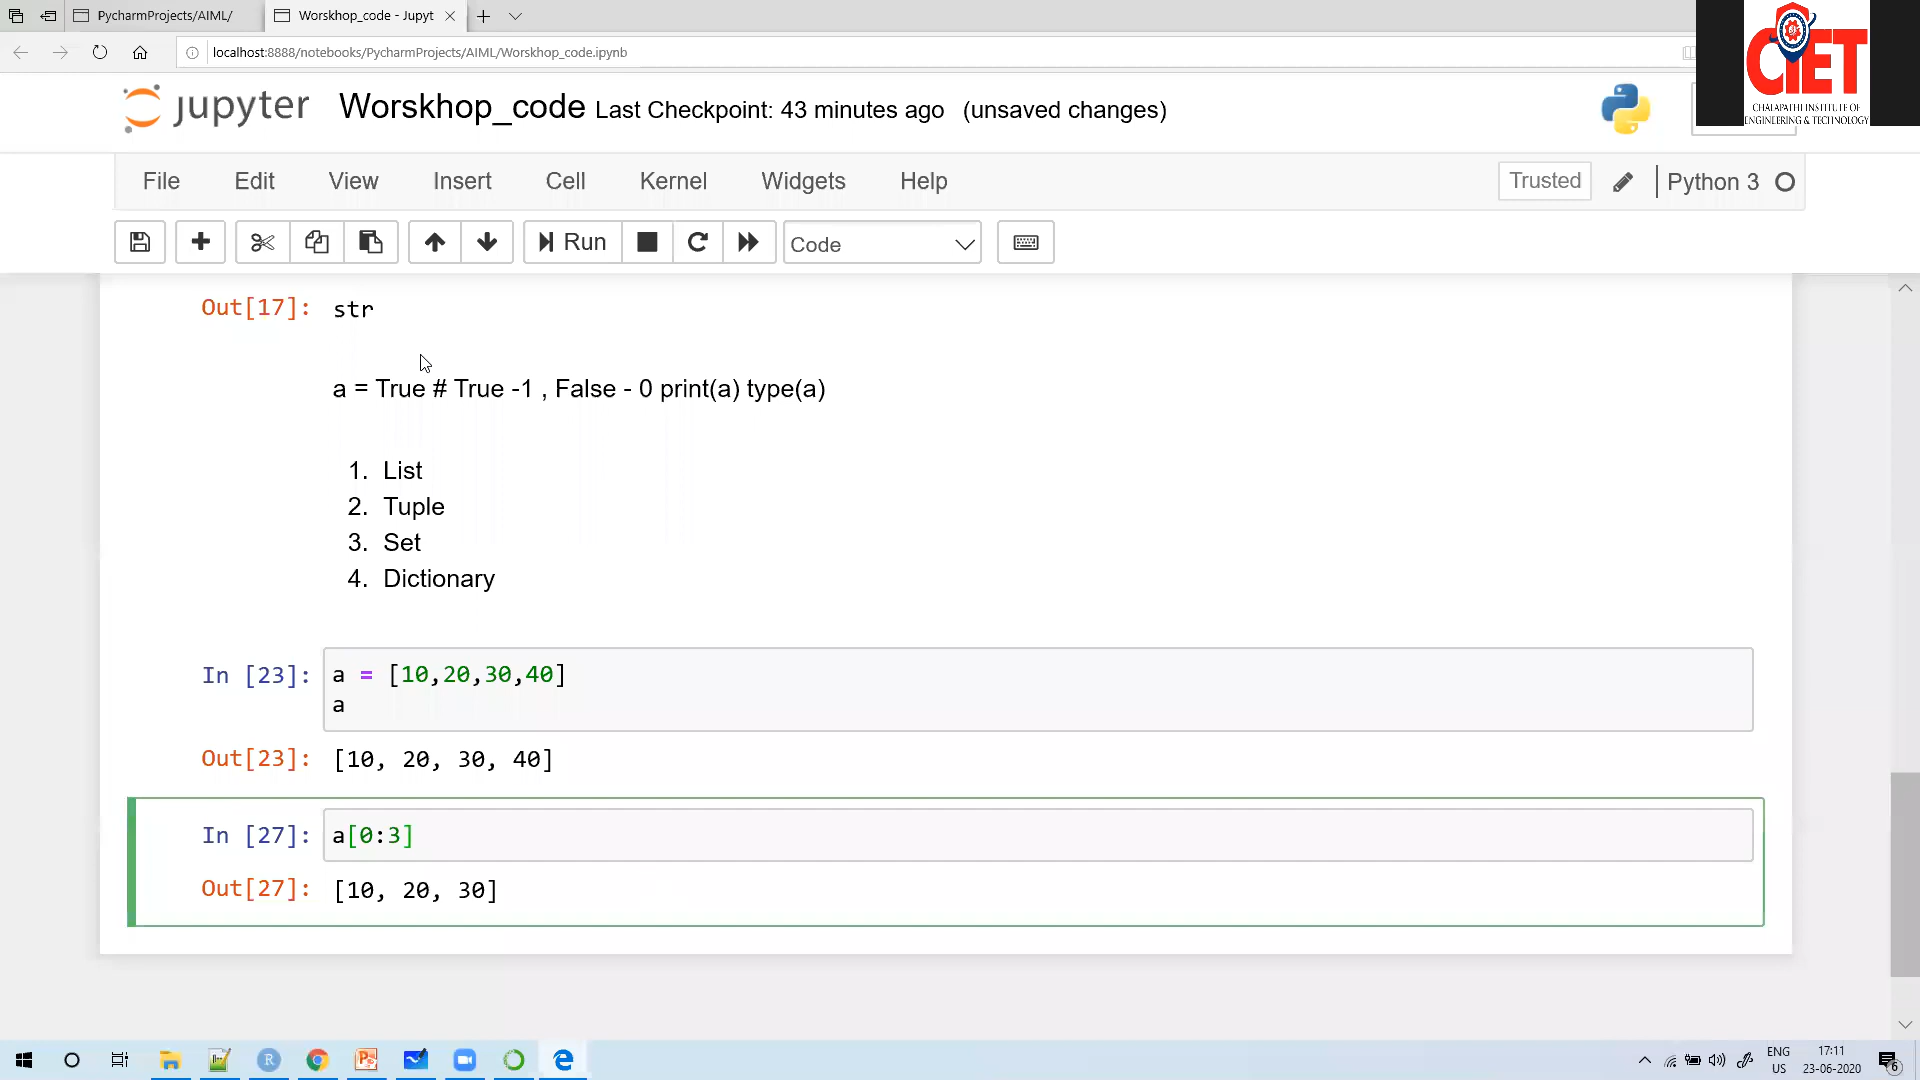 PycharmProjects/AIML/
Worskhop_code - Jupyt
localhost:8888/notebooks/PycharmProjects/AIML/Worskhop_code.ipynb
CIET
CHALAPATHI INSTITUTE OF
ENGINEERING & TECHNOLOGY
jupyter Worskhop_code Last Checkpoint: 43 minutes ago (unsaved changes)
File Edit View Insert Cell Kernel Widgets Help Trusted Python 3
Run Code
Out[17]: str
a = True # True -1 , False - 0 print(a) type(a)
1. List
2. Tuple
3. Set
4. Dictionary
In [23]: a = [10,20,30,40]
a
Out[23]: [10, 20, 30, 40]
In [27]: a[0:3]
Out[27]: [10, 20, 30]
ENG 17:11
US 23-06-2020 6